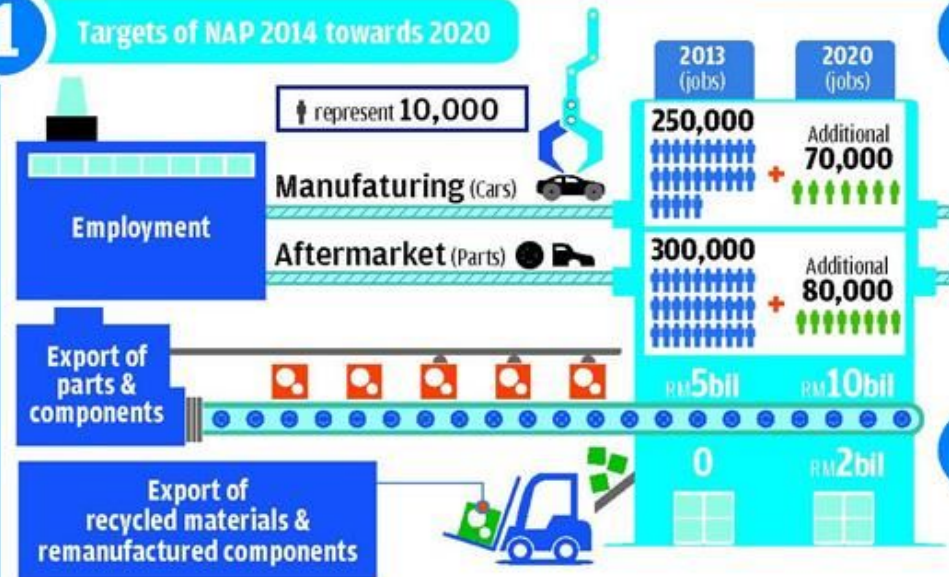 1
Targets of NAP 2014 towards 2020
represent 10,000
2013
(jobs)
2020
(jobs)
Employment
Manufaturing (Cars)
250,000
+
Additional
70,000
Aftermarket (Parts)
300,000
+
Additional
80,000
Export of
parts &
components
RM5bil
RM10bil
Export of
recycled materials &
remanufactured components
0
RM2bil